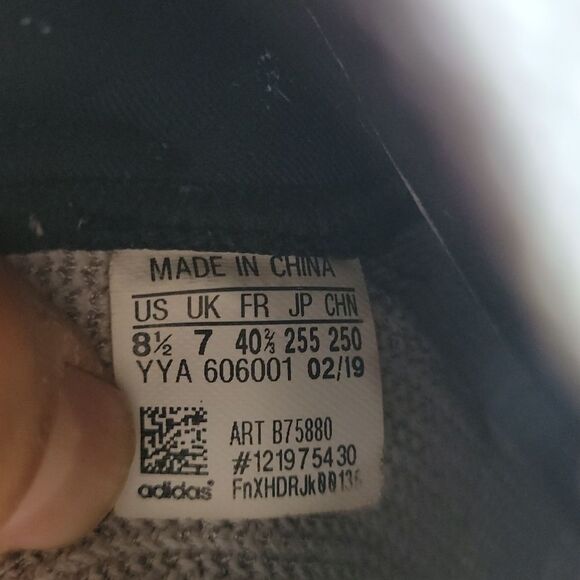 MADE IN CHINA
US UK FR JP CHN
8½ 7 40⅔ 255 250
YYA 606001 02/19
ART B75880
#121975430
adidas